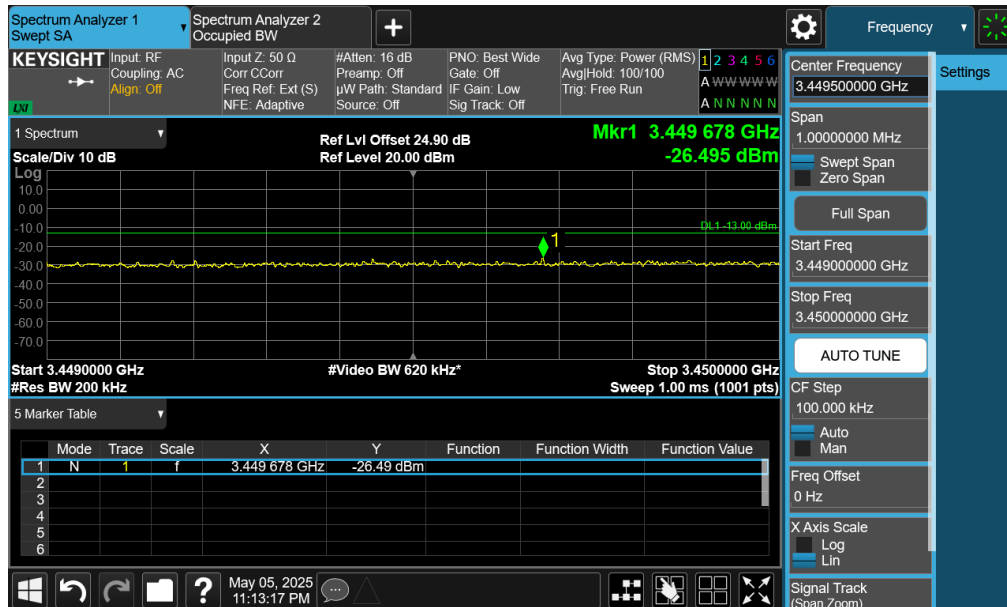 Spectrum Analyzer 1
Swept SA
Spectrum Analyzer 2
Occupied BW
Frequency
KEYSIGHT
LXI
Input: RF
Coupling: AC
Align: Off
Input Z: 50 Ω
Corr CCorr
Freq Ref: Ext (S)
NFE: Adaptive
#Atten: 16 dB
Preamp: Off
µW Path: Standard
Source: Off
PNO: Best Wide
Gate: Off
IF Gain: Low
Sig Track: Off
Avg Type: Power (RMS)
Avg|Hold: 100/100
Trig: Free Run
1 2 3 4 5 6
A W W W W W
A N N N N N
1 Spectrum
Scale/Div 10 dB
Ref Lvl Offset 24.90 dB
Ref Level 20.00 dBm
Mkr1 3.449 678 GHz
-26.495 dBm
Log
10.0
0.00
-10.0
-20.0
-30.0
-40.0
-50.0
-60.0
-70.0
DL1 -13.00 dBm
1
Start 3.4490000 GHz
#Res BW 200 kHz
#Video BW 620 kHz*
Stop 3.4500000 GHz
Sweep 1.00 ms (1001 pts)
5 Marker Table
Mode Trace Scale X Y Function Function Width Function Value
1 N 1 f 3.449 678 GHz -26.49 dBm
2
3
4
5
6
Center Frequency
3.449500000 GHz
Span
1.00000000 MHz
Swept Span
Zero Span
Full Span
Start Freq
3.449000000 GHz
Stop Freq
3.450000000 GHz
AUTO TUNE
CF Step
100.000 kHz
Auto
Man
Freq Offset
0 Hz
X Axis Scale
Log
Lin
Signal Track
(Span Zoom)
Settings
?
May 05, 2025
11:13:17 PM